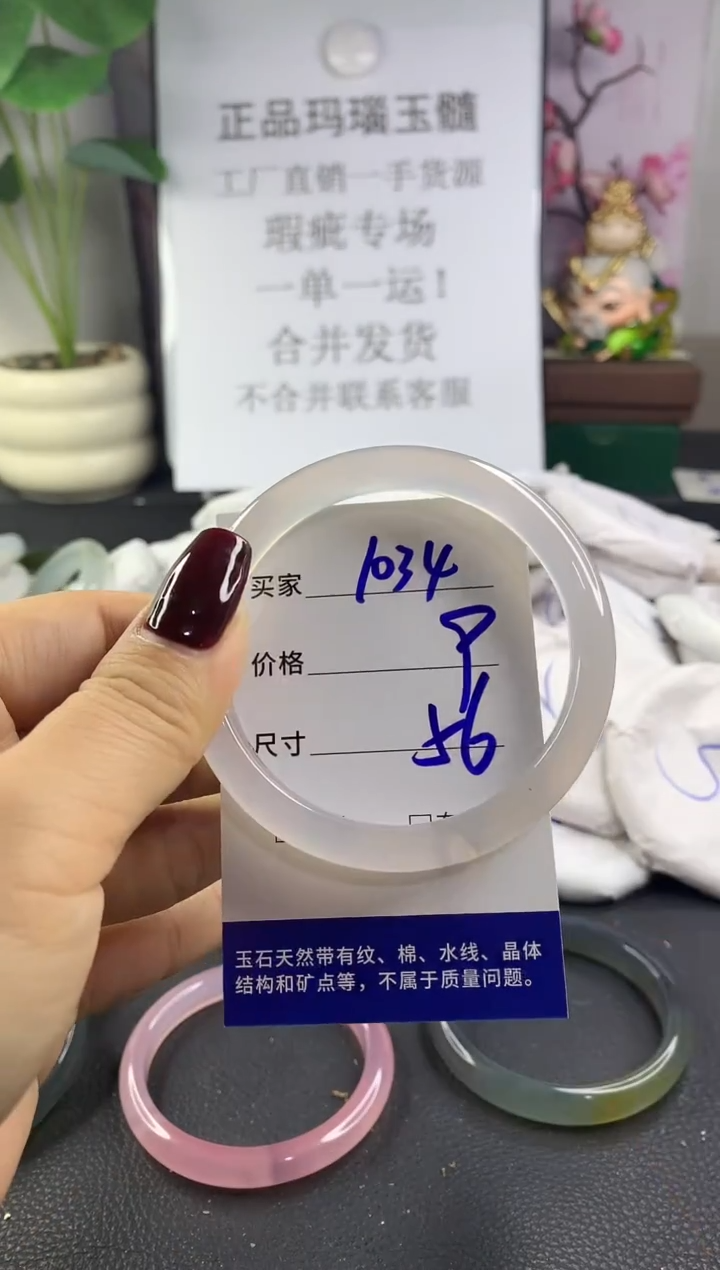 正品玛瑙玉髓
工厂直销一手货源
瑕疵专场
一单一运！
合并发货
不合并联系客服
买家 1034
价格
尺寸 56
玉石天然带有纹、棉、水线、晶体
结构和矿点等，不属于质量问题。